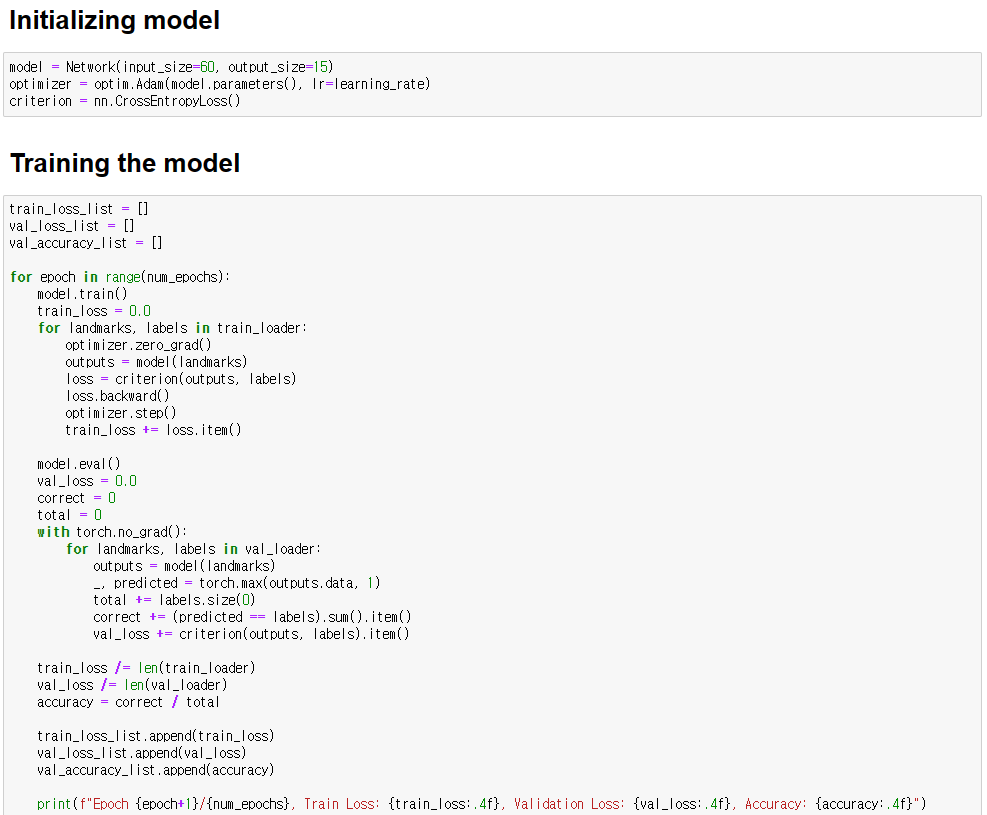 Initializing model
model = Network(input_size=60, output_size=15)
optimizer = optim.Adam(model.parameters(), lr=learning_rate)
criterion = nn.CrossEntropyLoss()
Training the model
train_loss_list = []
val_loss_list = []
val_accuracy_list = []
for epoch in range(num_epochs):
    model.train()
    train_loss = 0.0
    for landmarks, labels in train_loader:
        optimizer.zero_grad()
        outputs = model(landmarks)
        loss = criterion(outputs, labels)
        loss.backward()
        optimizer.step()
        train_loss += loss.item()
    model.eval()
    val_loss = 0.0
    correct = 0
    total = 0
    with torch.no_grad():
        for landmarks, labels in val_loader:
            outputs = model(landmarks)
            _, predicted = torch.max(outputs.data, 1)
            total += labels.size(0)
            correct += (predicted == labels).sum().item()
            val_loss += criterion(outputs, labels).item()
    train_loss /= len(train_loader)
    val_loss /= len(val_loader)
    accuracy = correct / total
    train_loss_list.append(train_loss)
    val_loss_list.append(val_loss)
    val_accuracy_list.append(accuracy)
    print(f"Epoch {epoch+1}/{num_epochs}, Train Loss: {train_loss:.4f}, Validation Loss: {val_loss:.4f}, Accuracy: {accuracy:.4f}")